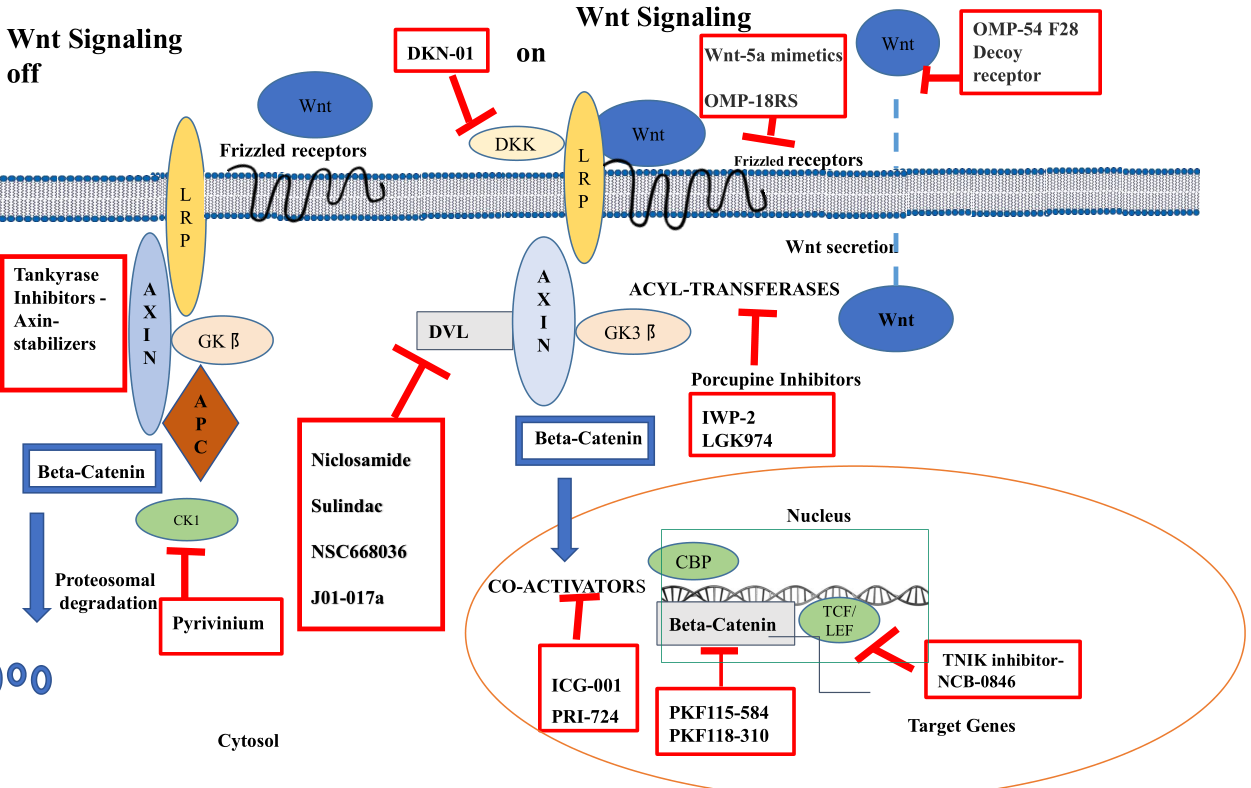 Wnt Signaling
off
Wnt Signaling
on
DKN-01
Wnt-5a mimetics
OMP-18RS
Wnt
OMP-54 F28
Decoy
receptor
Wnt
Frizzled receptors
DKK
L
R
P
Wnt
Frizzled receptors
L
R
P
Wnt secretion
Tankyrase
Inhibitors -
Axin-
stabilizers
A
X
I
N
GK β
A
P
C
DVL
A
X
I
N
GK3 β
ACYL-TRANSFERASES
Wnt
Porcupine Inhibitors
IWP-2
LGK974
Beta-Catenin
Beta-Catenin
CK1
Proteosomal
degradation
Pyrivinium
Niclosamide
Sulindac
NSC668036
J01-017a
Nucleus
CBP
CO-ACTIVATORS
Beta-Catenin
TCF/
LEF
ICG-001
PRI-724
PKF115-584
PKF118-310
TNIK inhibitor-
NCB-0846
Target Genes
Cytosol